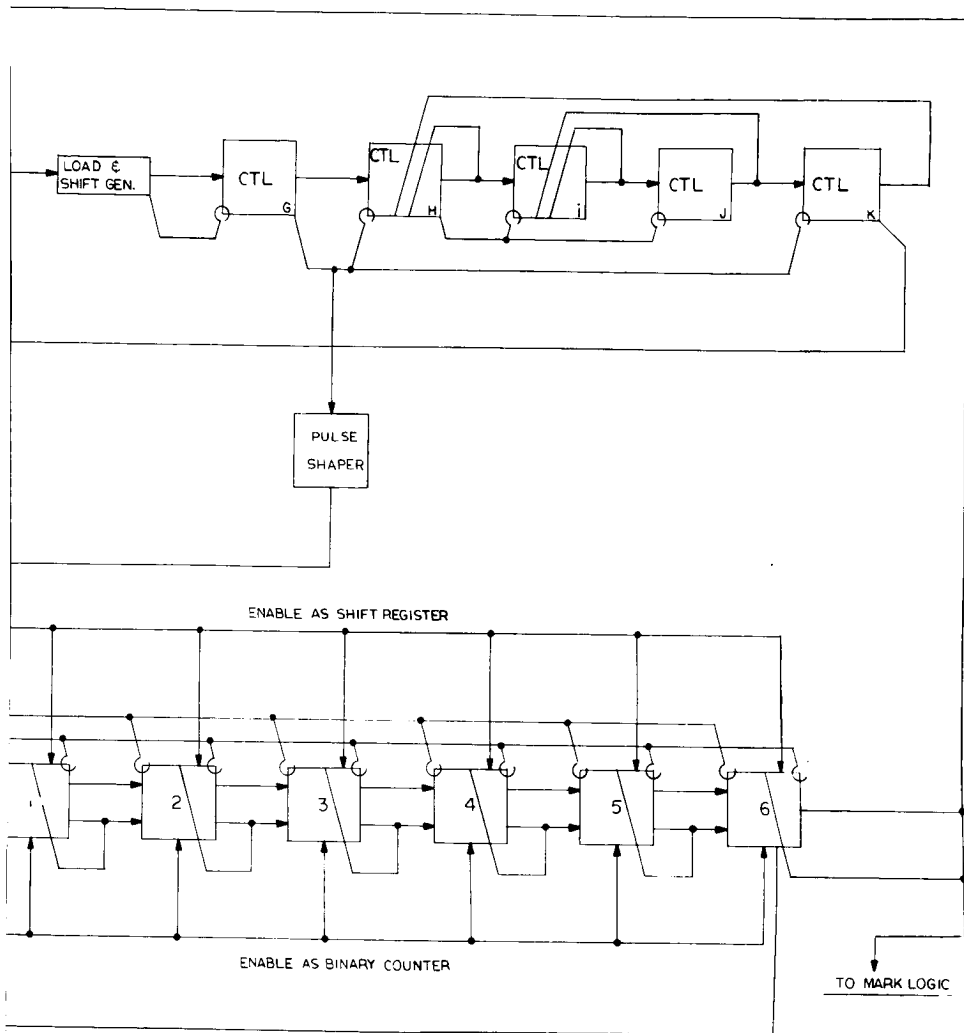 LOAD &
SHIFT GEN.
CTL
G
CTL
H
CTL
i
CTL
J
CTL
K
PULSE
SHAPER
ENABLE AS SHIFT REGISTER
1
2
3
4
5
6
ENABLE AS BINARY COUNTER
TO MARK LOGIC